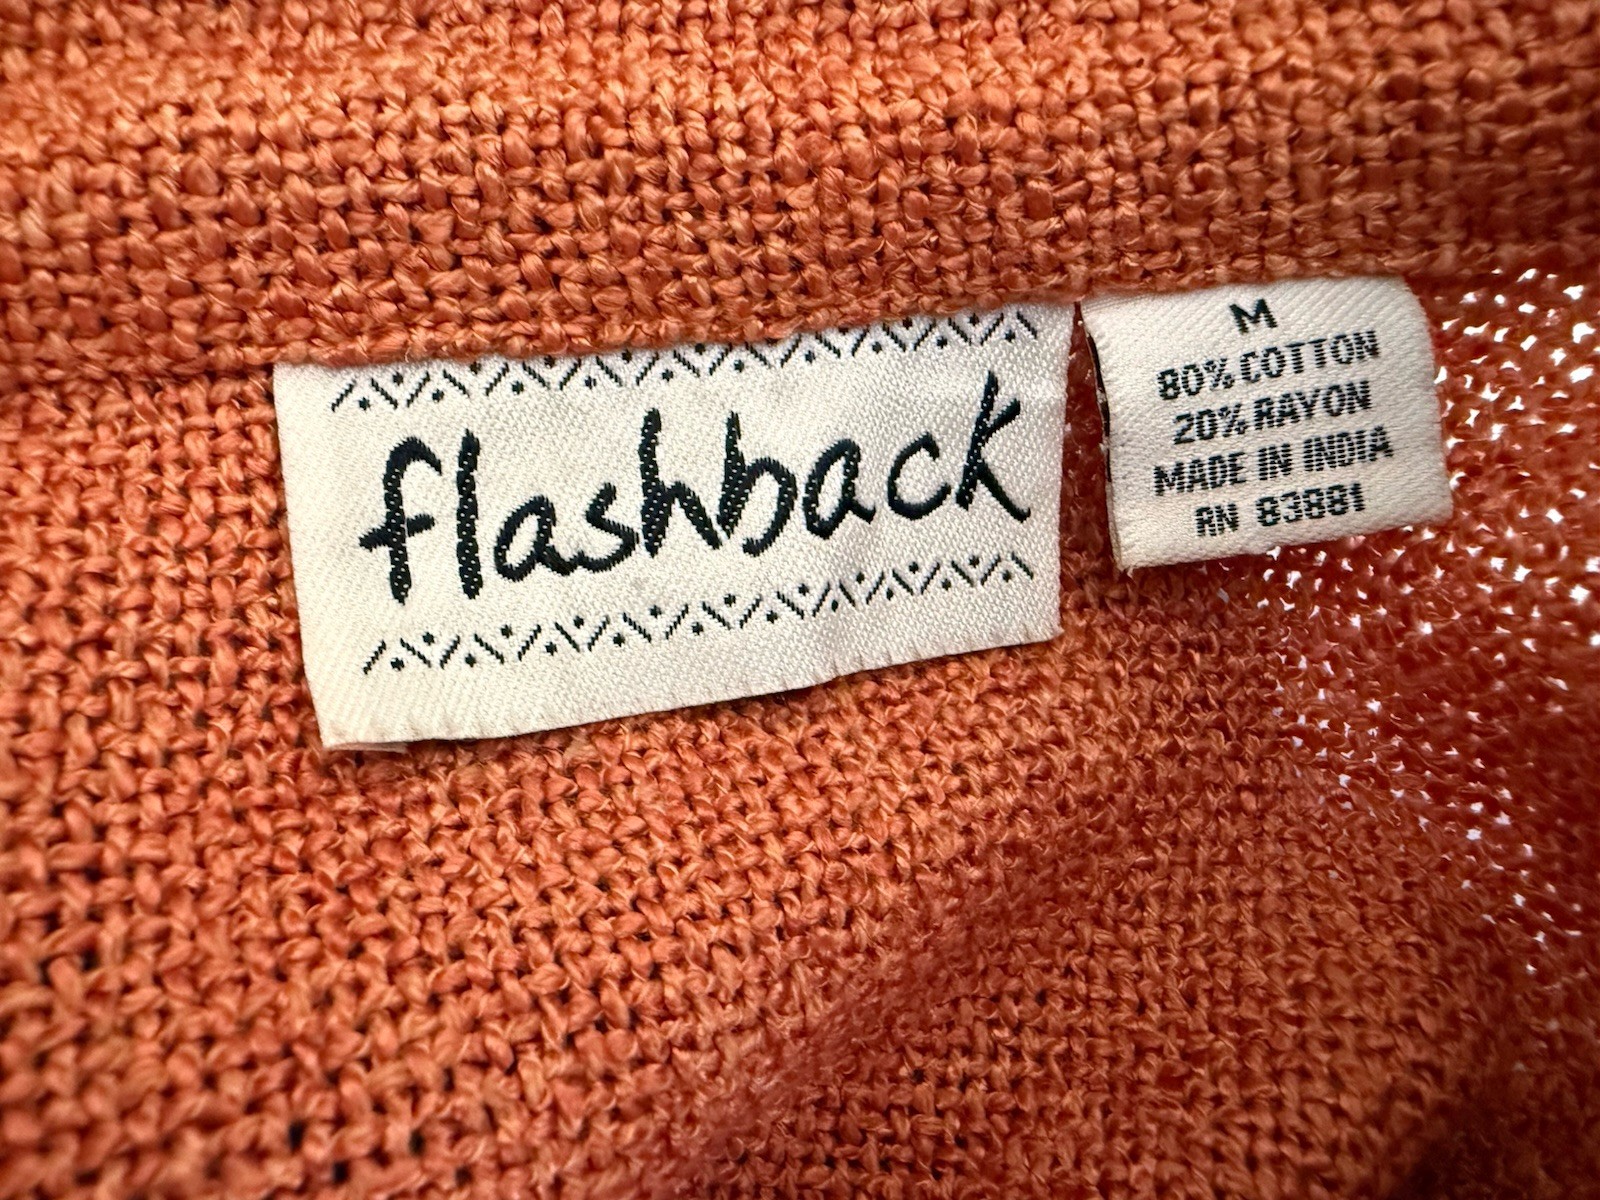 flashback
M
80% COTTON
20% RAYON
MADE IN INDIA
RN 83881